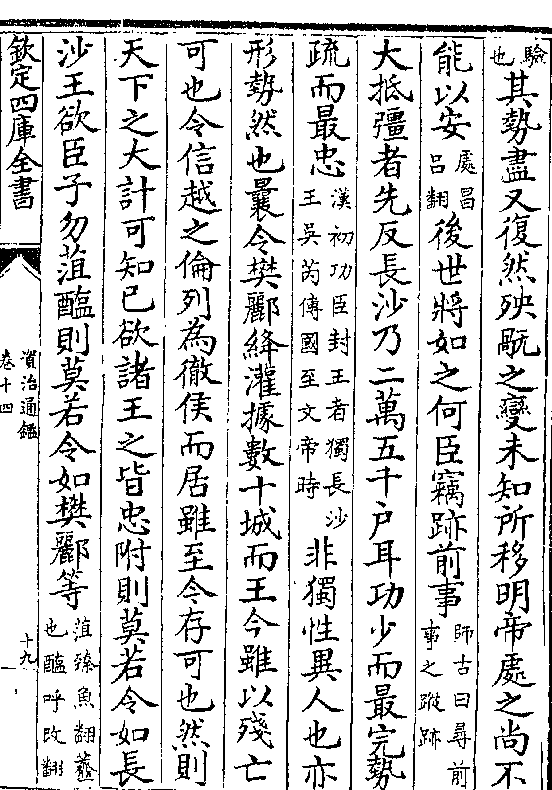 驗也其勢盡又復然殃禍之變未知所移明帝處之尚不
能以安處昌呂翻後世將如之何臣竊跡前事師古曰尋前事之蹤跡
大抵彊者先反長沙乃二萬五千户耳功少而最完勢
疏而最忠漢初功臣封王者獨長沙王吳芮傳國至文帝時非獨性異人也亦
形勢然也曩令樊酈絳灌據數十城而王今雖以殘亡
可也令信越之倫列為徹侯而居雖至今存可也然則
天下之大計可知已欲諸王之皆忠附則莫若令如長
沙王欲臣子勿菹醢則莫若令如樊酈等菹臻魚翻虀也醢呼改翻
欽定四庫全書
資治通鑑
卷十四
十九